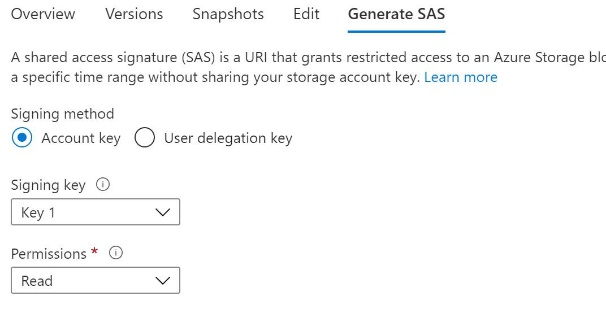 Overview Versions Snapshots Edit Generate SAS
A shared access signature (SAS) is a URI that grants restricted access to an Azure Storage
a specific time range without sharing your storage account key. Learn more
Signing method
Account key User delegation key
Signing key
Key 1
Permissions *
Read